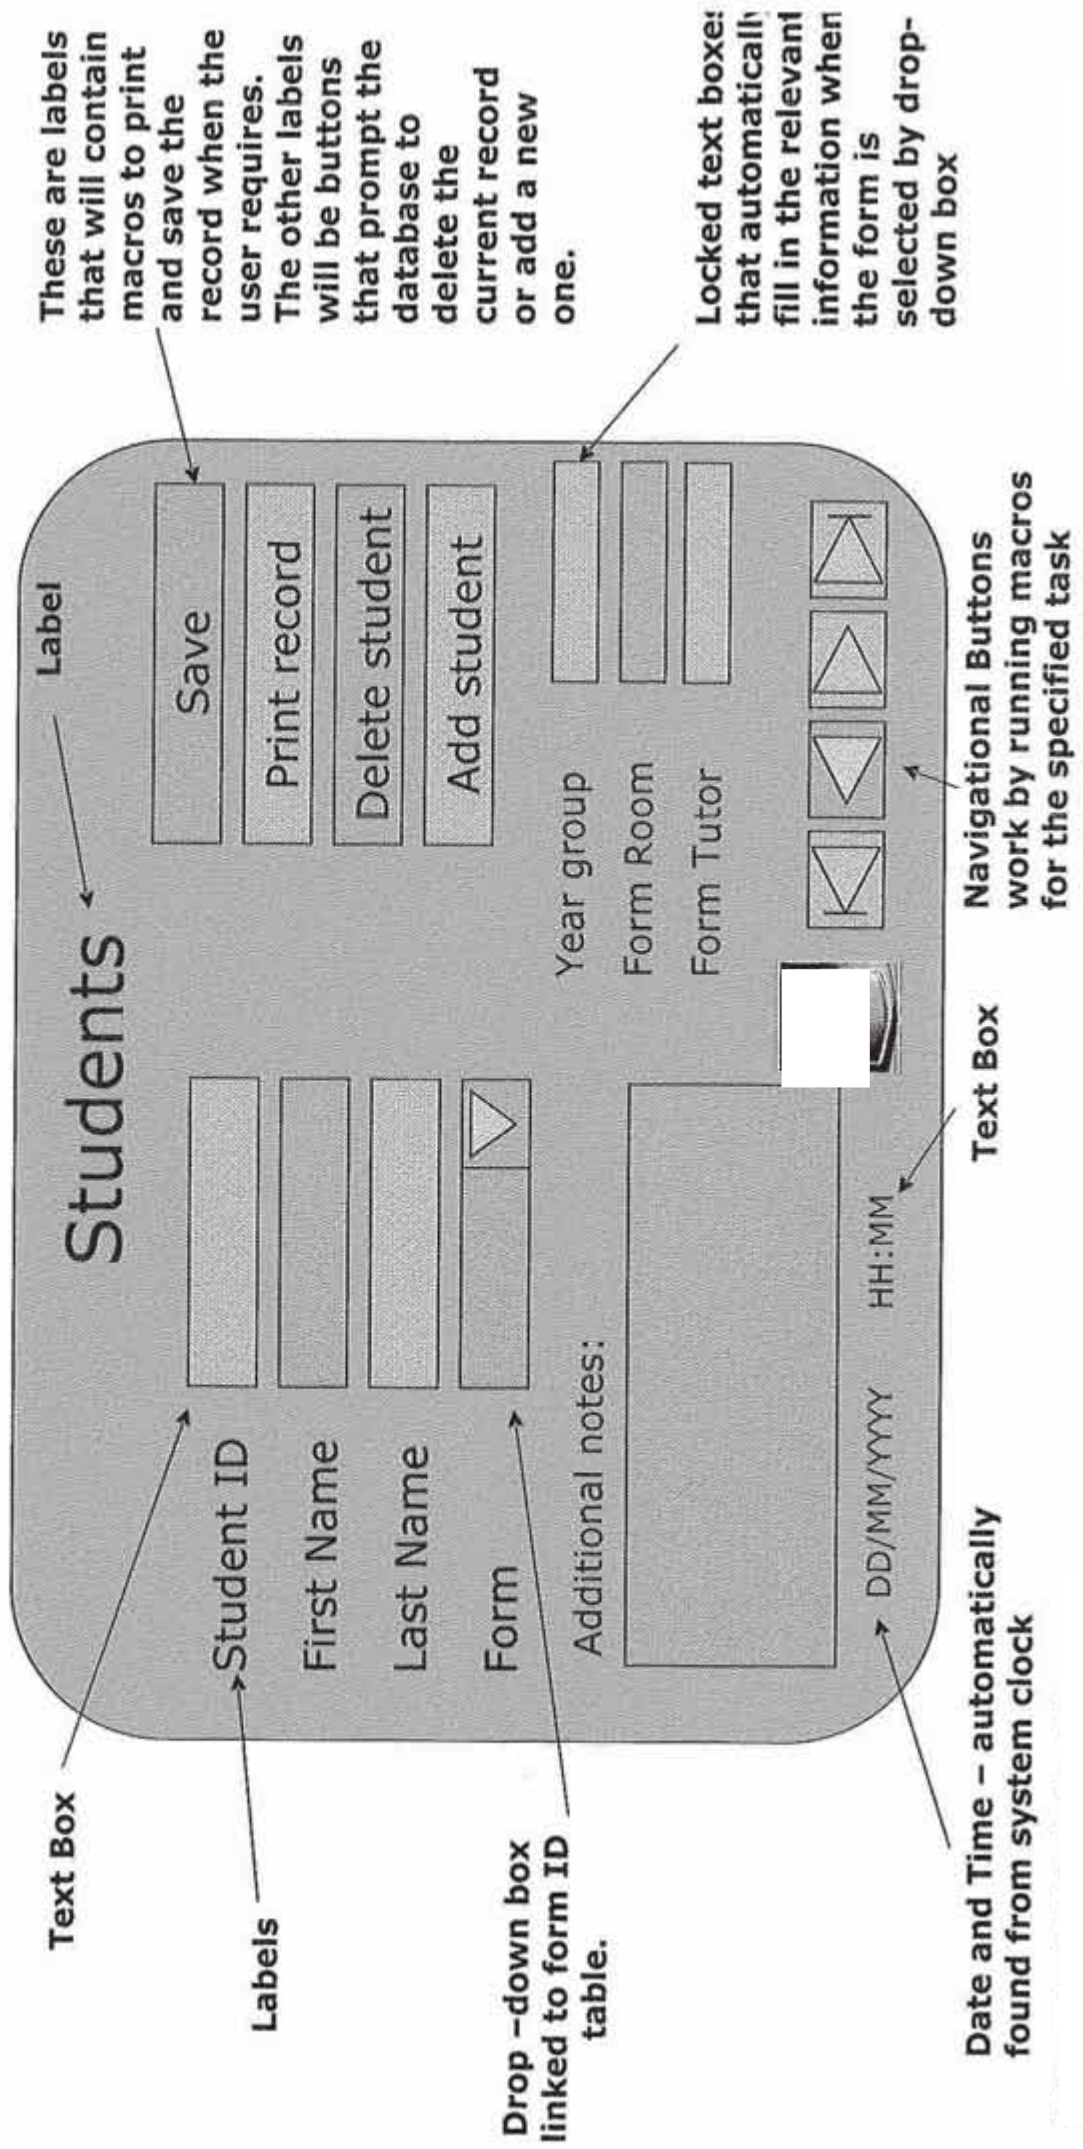 Label
These are labels
that will contain
macros to print
and save the
record when the
user requires.
The other labels
will be buttons
that prompt the
database to
delete the
current record
or add a new
one.
Text Box
Labels
Drop –down box
linked to form ID
table.
Students
Student ID
First Name
Last Name
Form
Additional notes:
DD/MM/YYYY HH:MM
Save
Print record
Delete student
Add student
Year group
Form Room
Form Tutor
Locked text boxes
that automatically
fill in the relevant
information when
the form is
selected by drop-
down box
Date and Time – automatically
found from system clock
Text Box
Navigational Buttons
work by running macros
for the specified task